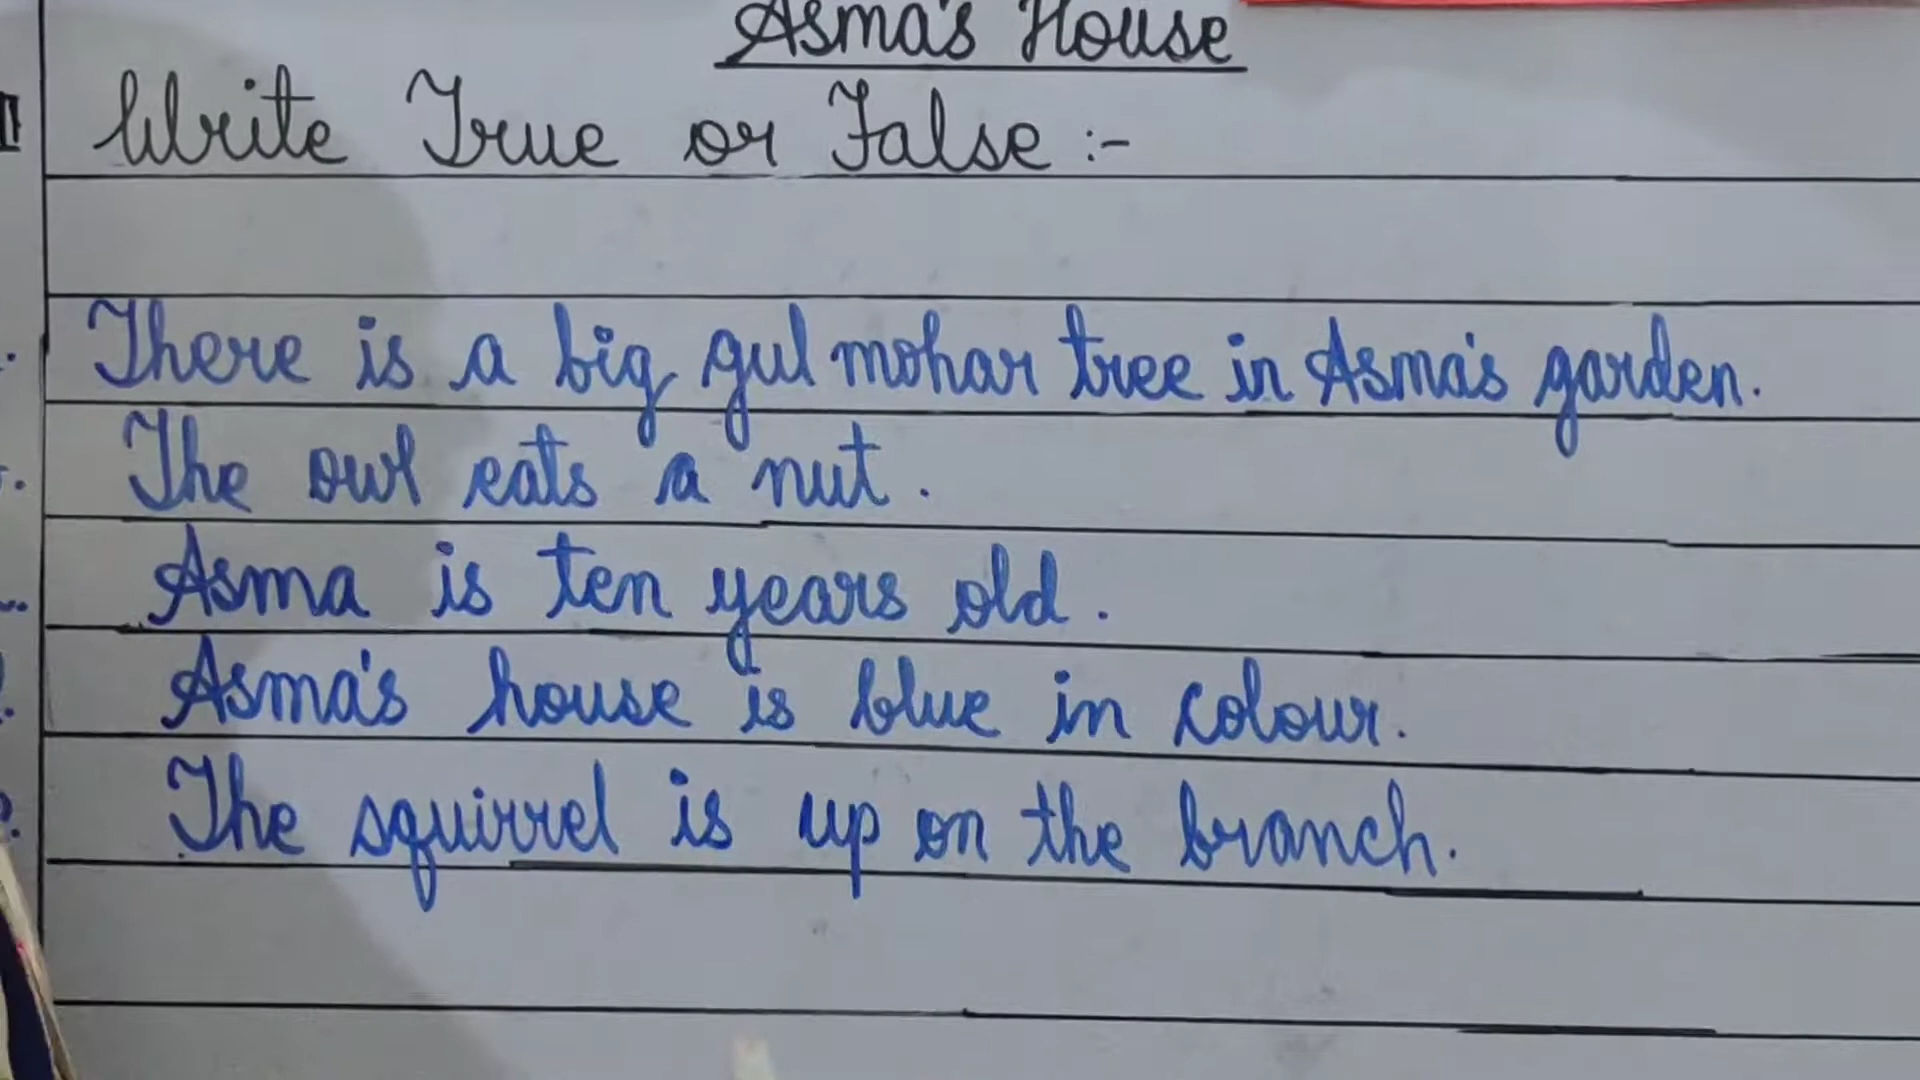 Asma's House
Write True or False :-
There is a big gul mohar tree in Asma's garden.
The owl eats a nut.
Asma is ten years old.
Asma's house is blue in colour.
The squirrel is up on the branch.